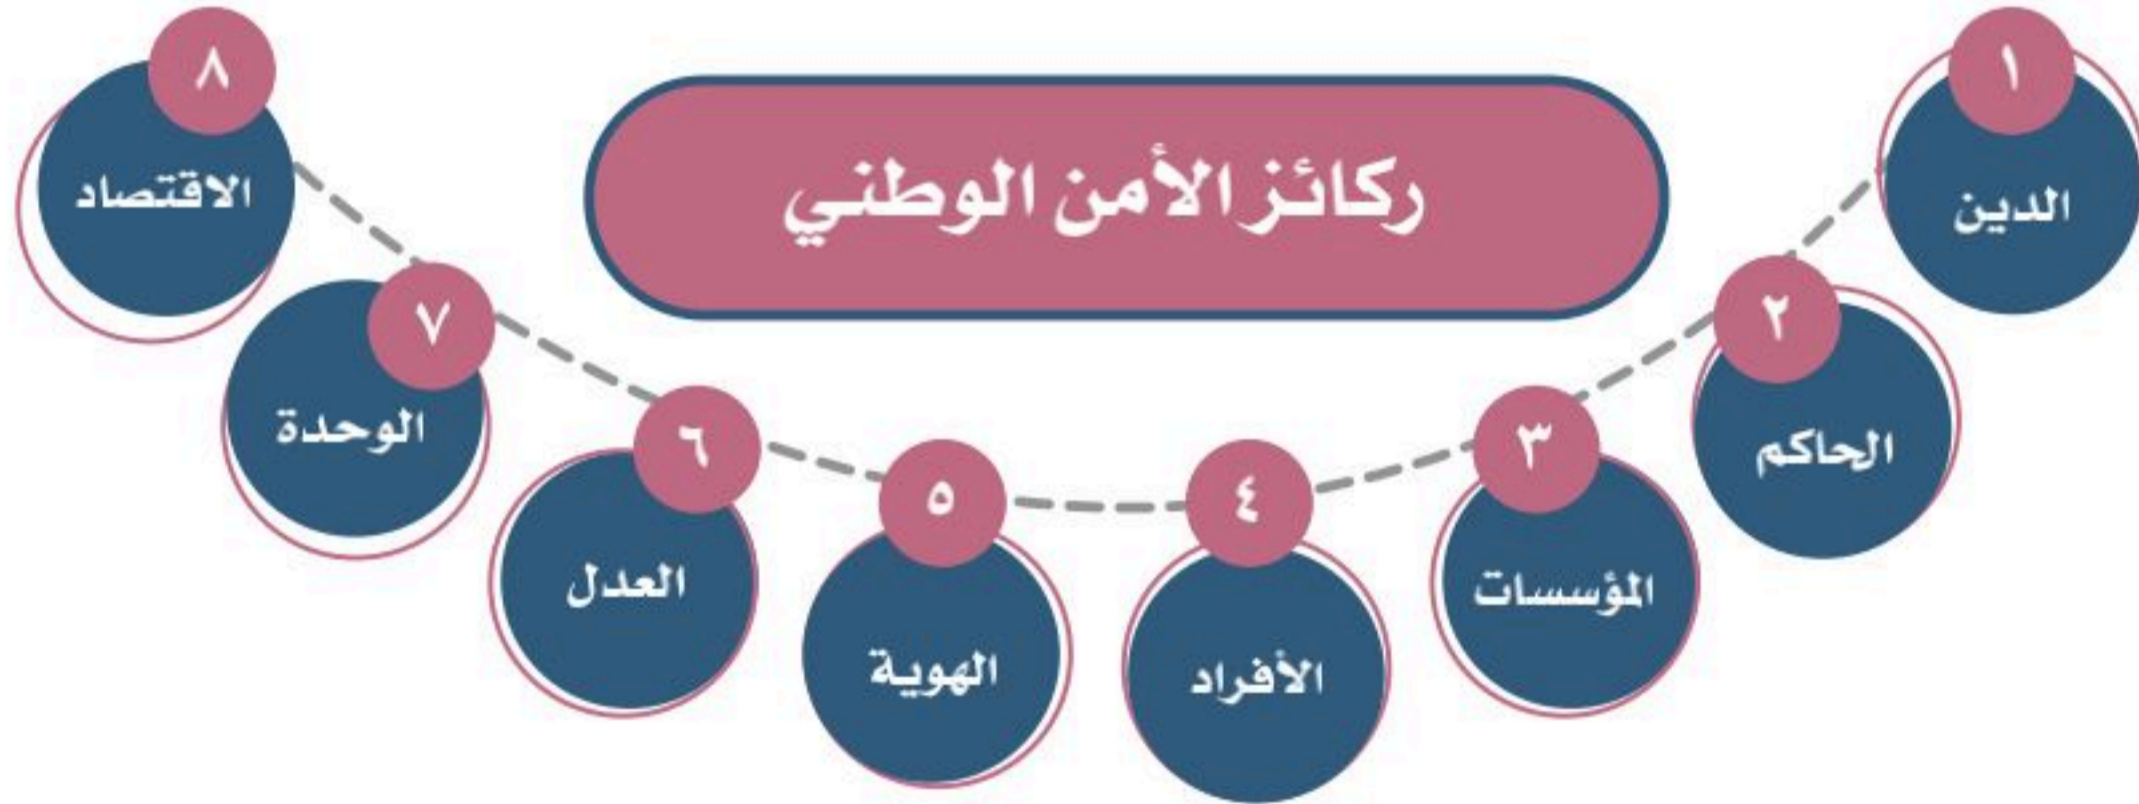 ركائز الأمن الوطني
١
الدين
٢
الحاكم
٣
المؤسسات
٤
الأفراد
٥
الهوية
٦
العدل
٧
الوحدة
٨
الاقتصاد